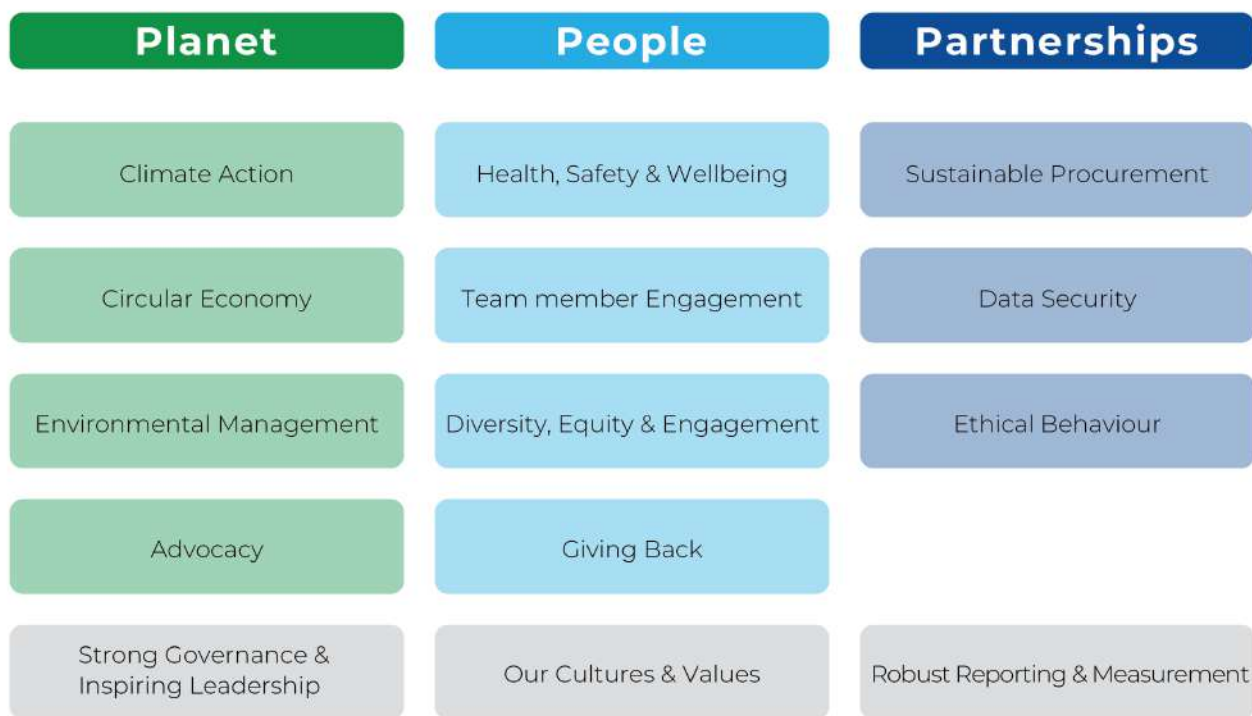 Planet
People
Partnerships
Climate Action
Health, Safety & Wellbeing
Sustainable Procurement
Circular Economy
Team member Engagement
Data Security
Environmental Management
Diversity, Equity & Engagement
Ethical Behaviour
Advocacy
Giving Back
Strong Governance &
Inspiring Leadership
Our Cultures & Values
Robust Reporting & Measurement